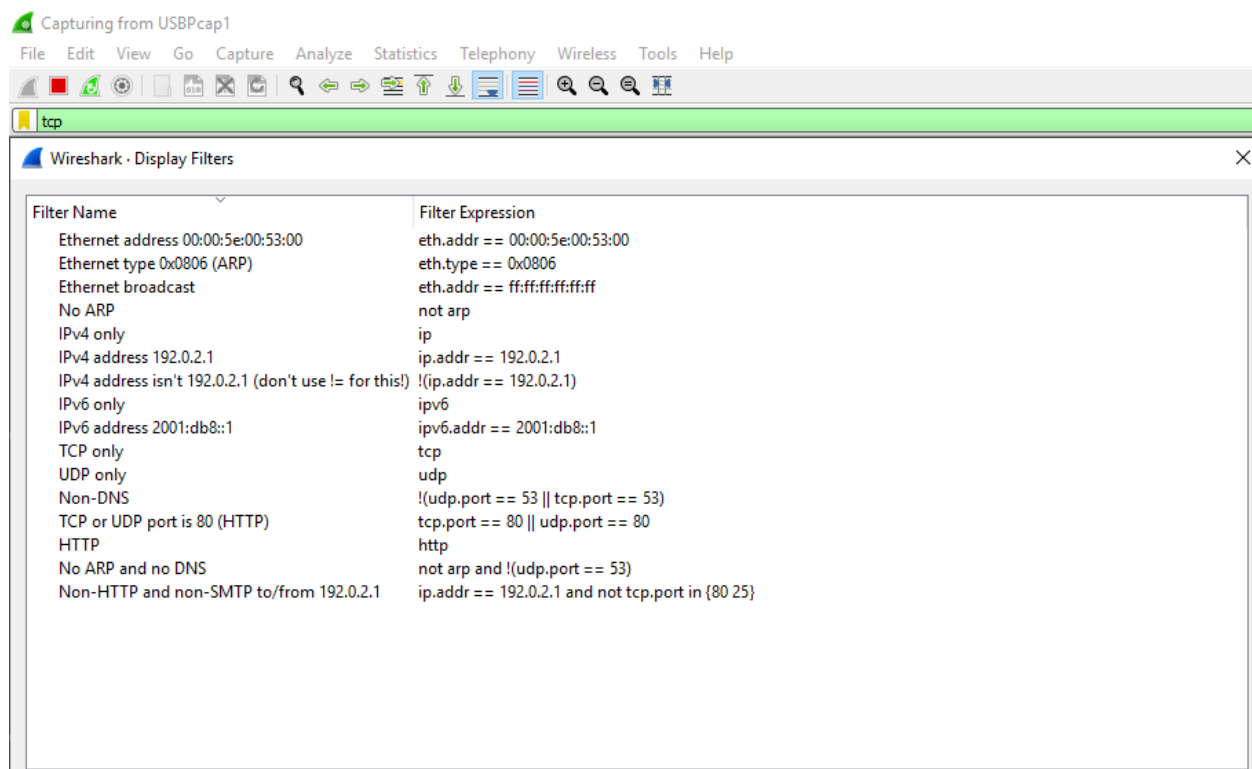 Capturing from USBPcap1
File Edit View Go Capture Analyze Statistics Telephony Wireless Tools Help
tcp
Wireshark · Display Filters
Filter Name Filter Expression
Ethernet address 00:00:5e:00:53:00 eth.addr == 00:00:5e:00:53:00
Ethernet type 0x0806 (ARP) eth.type == 0x0806
Ethernet broadcast eth.addr == ff:ff:ff:ff:ff:ff
No ARP not arp
IPv4 only ip
IPv4 address 192.0.2.1 ip.addr == 192.0.2.1
IPv4 address isn't 192.0.2.1 (don't use != for this!) !(ip.addr == 192.0.2.1)
IPv6 only ipv6
IPv6 address 2001:db8::1 ipv6.addr == 2001:db8::1
TCP only tcp
UDP only udp
Non-DNS !(udp.port == 53 || tcp.port == 53)
TCP or UDP port is 80 (HTTP) tcp.port == 80 || udp.port == 80
HTTP http
No ARP and no DNS not arp and !(udp.port == 53)
Non-HTTP and non-SMTP to/from 192.0.2.1 ip.addr == 192.0.2.1 and not tcp.port in {80 25}